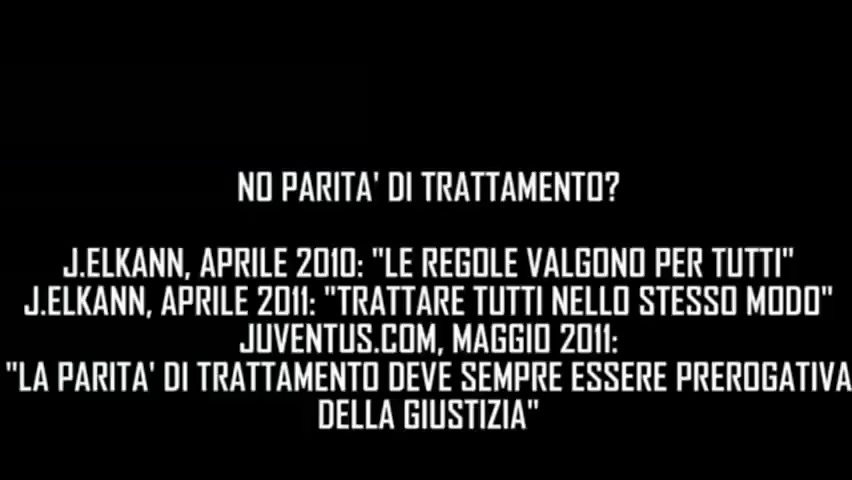 NO PARITA' DI TRATTAMENTO?
J.ELKANN, APRILE 2010: "LE REGOLE VALGONO PER TUTTI"
J.ELKANN, APRILE 2011: "TRATTARE TUTTI NELLO STESSO MODO"
JUVENTUS.COM, MAGGIO 2011:
"LA PARITA' DI TRATTAMENTO DEVE SEMPRE ESSERE PREROGATIVA
DELLA GIUSTIZIA"